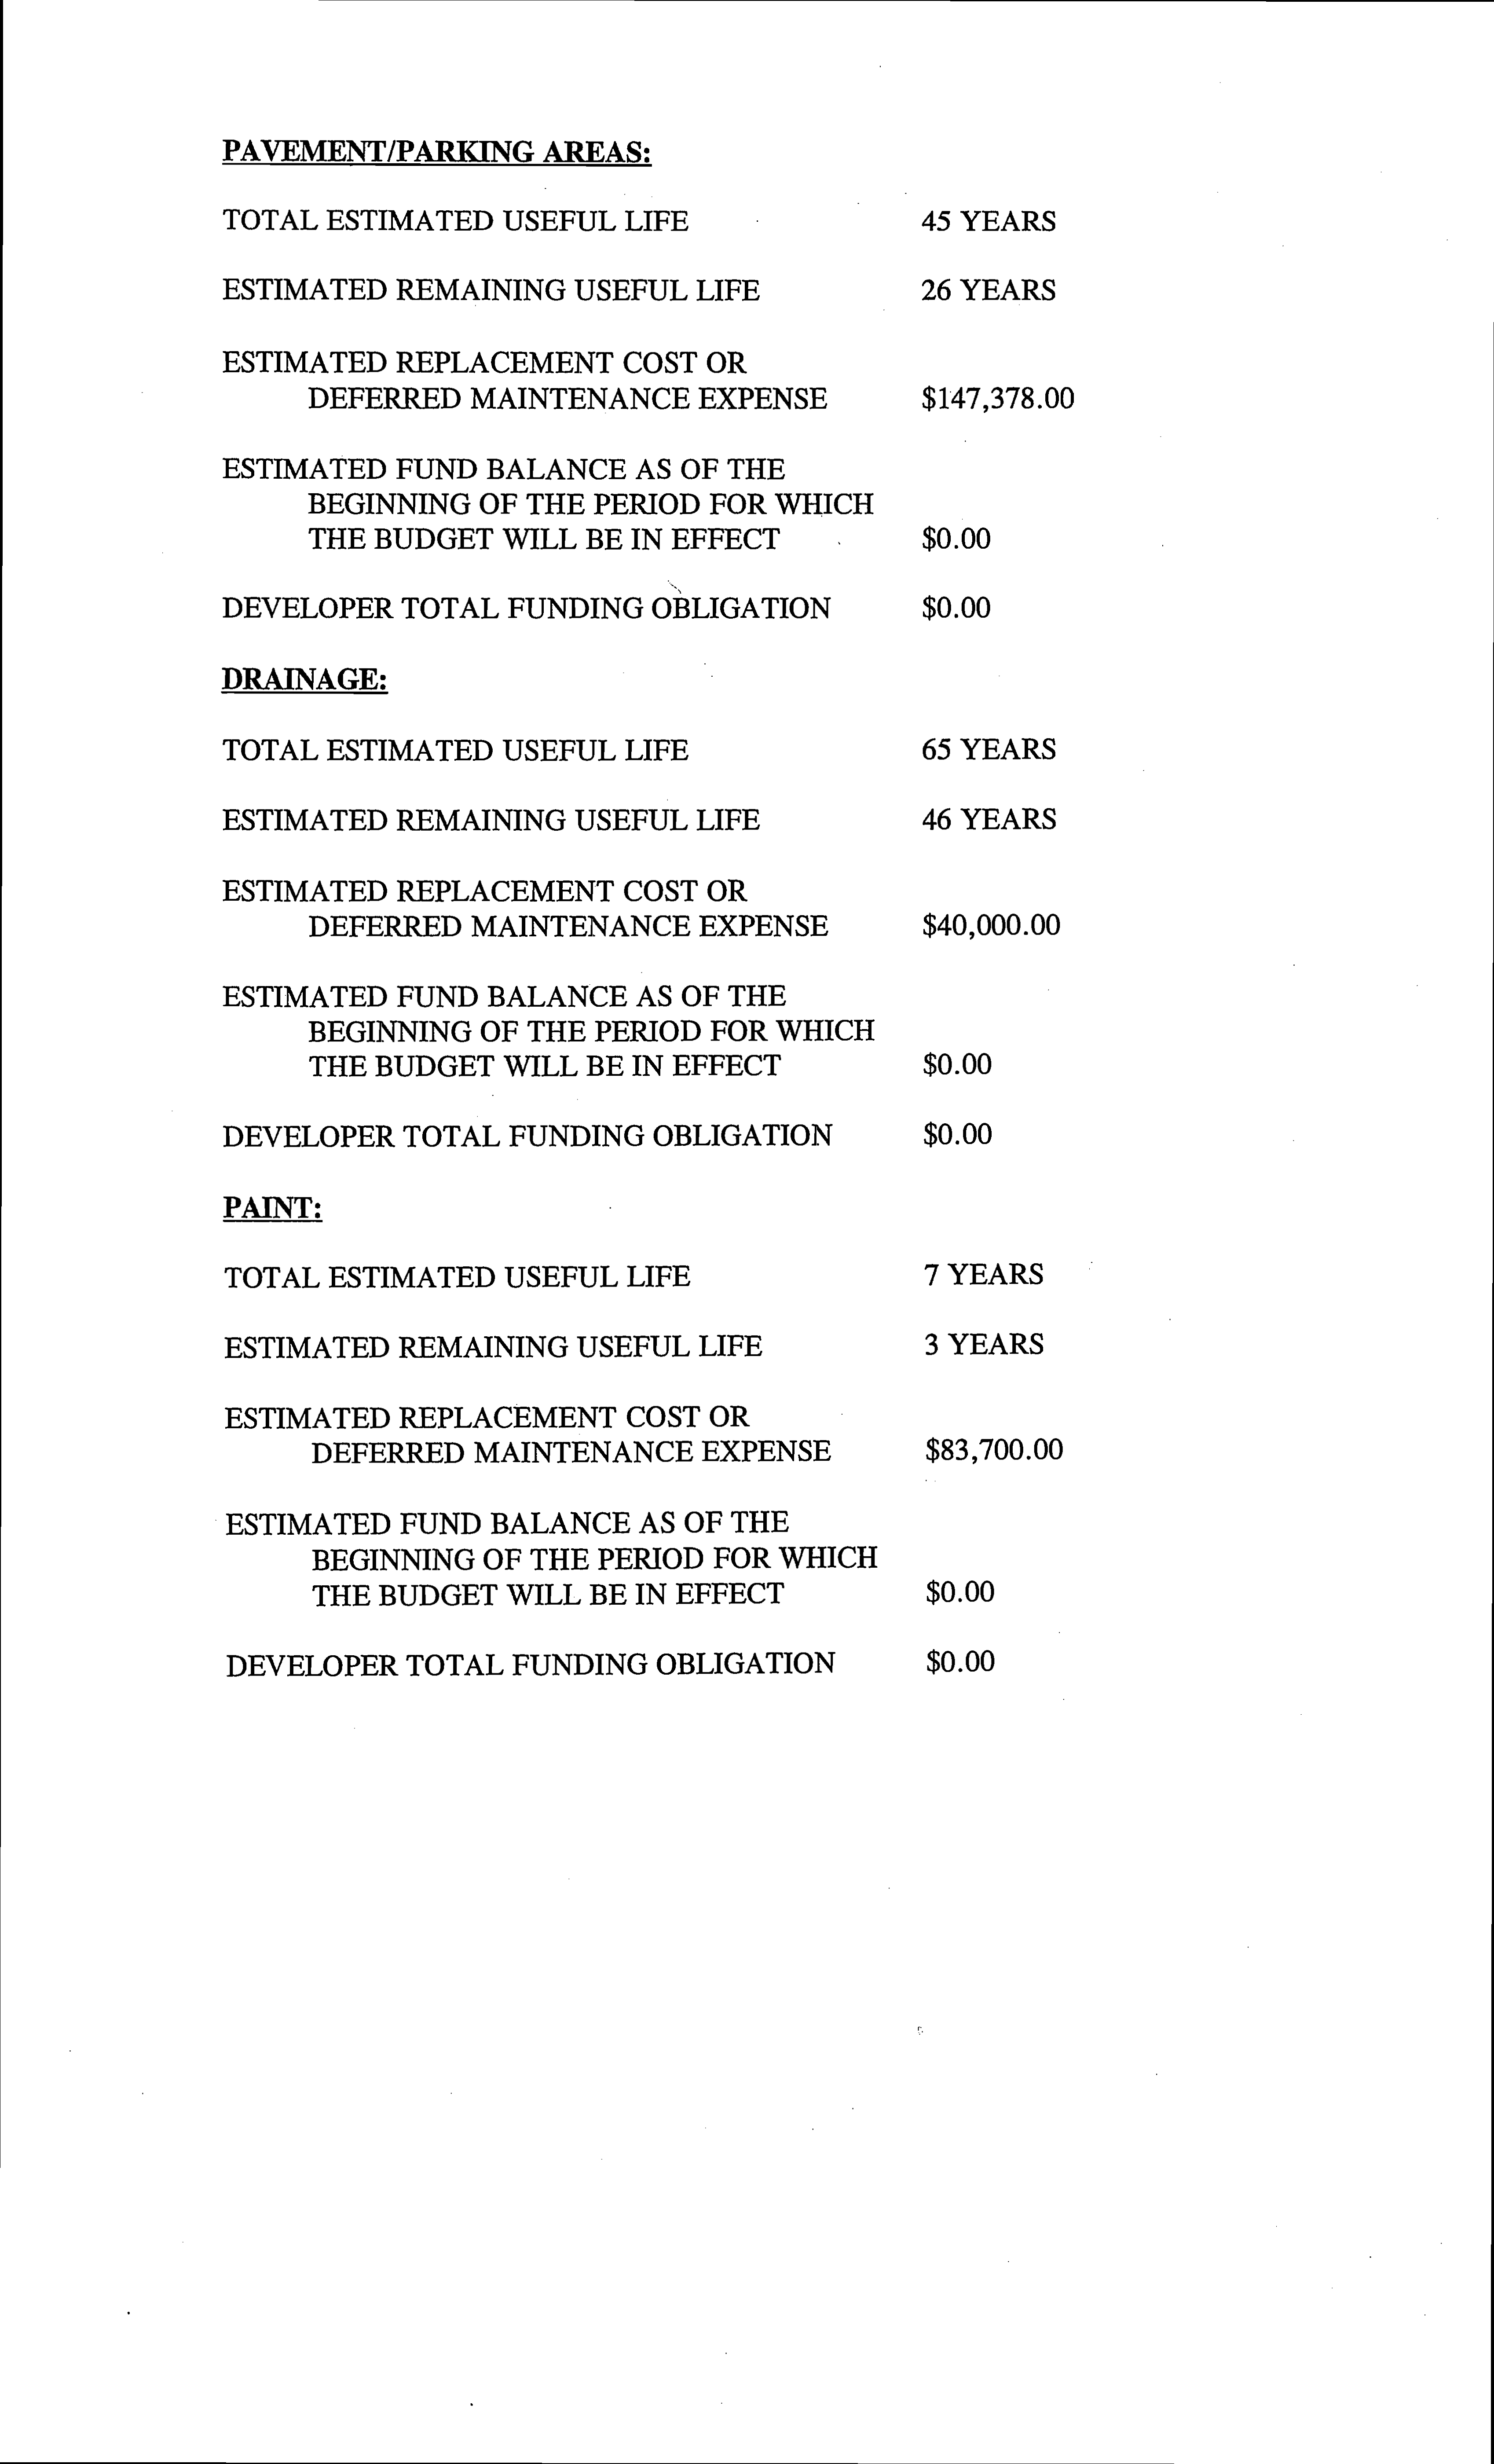 PAVEMENT/PARKING AREAS:
TOTAL ESTIMATED USEFUL LIFE 45 YEARS
ESTIMATED REMAINING USEFUL LIFE 26 YEARS
ESTIMATED REPLACEMENT COST OR
DEFERRED MAINTENANCE EXPENSE $147,378.00
ESTIMATED FUND BALANCE AS OF THE
BEGINNING OF THE PERIOD FOR WHICH
THE BUDGET WILL BE IN EFFECT $0.00
DEVELOPER TOTAL FUNDING OBLIGATION $0.00
DRAINAGE:
TOTAL ESTIMATED USEFUL LIFE 65 YEARS
ESTIMATED REMAINING USEFUL LIFE 46 YEARS
ESTIMATED REPLACEMENT COST OR
DEFERRED MAINTENANCE EXPENSE $40,000.00
ESTIMATED FUND BALANCE AS OF THE
BEGINNING OF THE PERIOD FOR WHICH
THE BUDGET WILL BE IN EFFECT $0.00
DEVELOPER TOTAL FUNDING OBLIGATION $0.00
PAINT:
TOTAL ESTIMATED USEFUL LIFE 7 YEARS
ESTIMATED REMAINING USEFUL LIFE 3 YEARS
ESTIMATED REPLACEMENT COST OR
DEFERRED MAINTENANCE EXPENSE $83,700.00
ESTIMATED FUND BALANCE AS OF THE
BEGINNING OF THE PERIOD FOR WHICH
THE BUDGET WILL BE IN EFFECT $0.00
DEVELOPER TOTAL FUNDING OBLIGATION $0.00